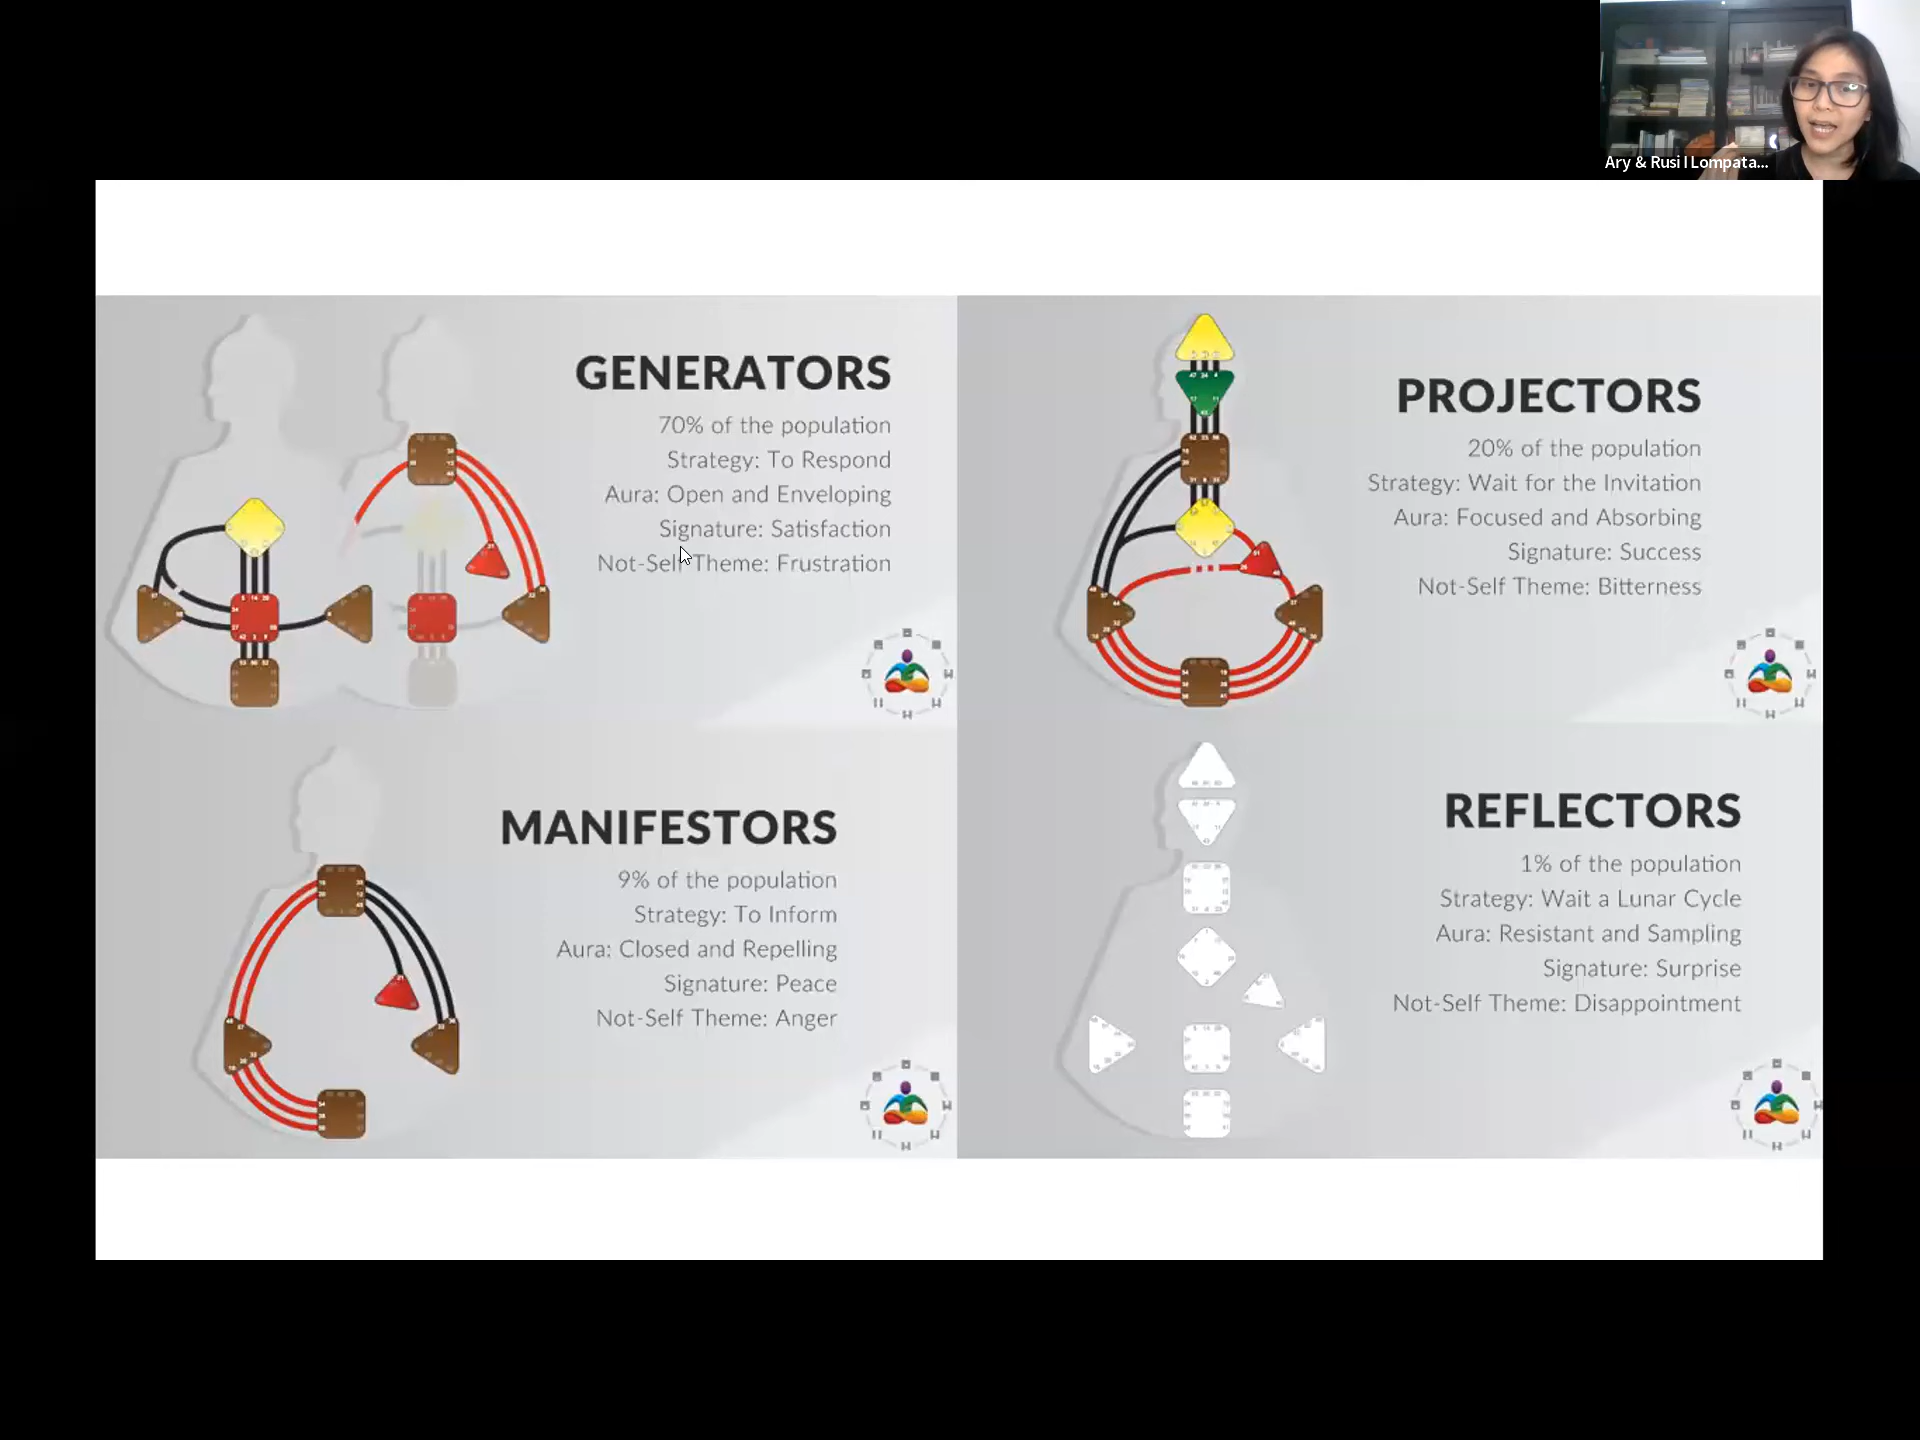 Ary & Rusi I Lompata...
GENERATORS
70% of the population
Strategy: To Respond
Aura: Open and Enveloping
Signature: Satisfaction
Not-Self Theme: Frustration
PROJECTORS
20% of the population
Strategy: Wait for the Invitation
Aura: Focused and Absorbing
Signature: Success
Not-Self Theme: Bitterness
MANIFESTORS
9% of the population
Strategy: To Inform
Aura: Closed and Repelling
Signature: Peace
Not-Self Theme: Anger
REFLECTORS
1% of the population
Strategy: Wait a Lunar Cycle
Aura: Resistant and Sampling
Signature: Surprise
Not-Self Theme: Disappointment